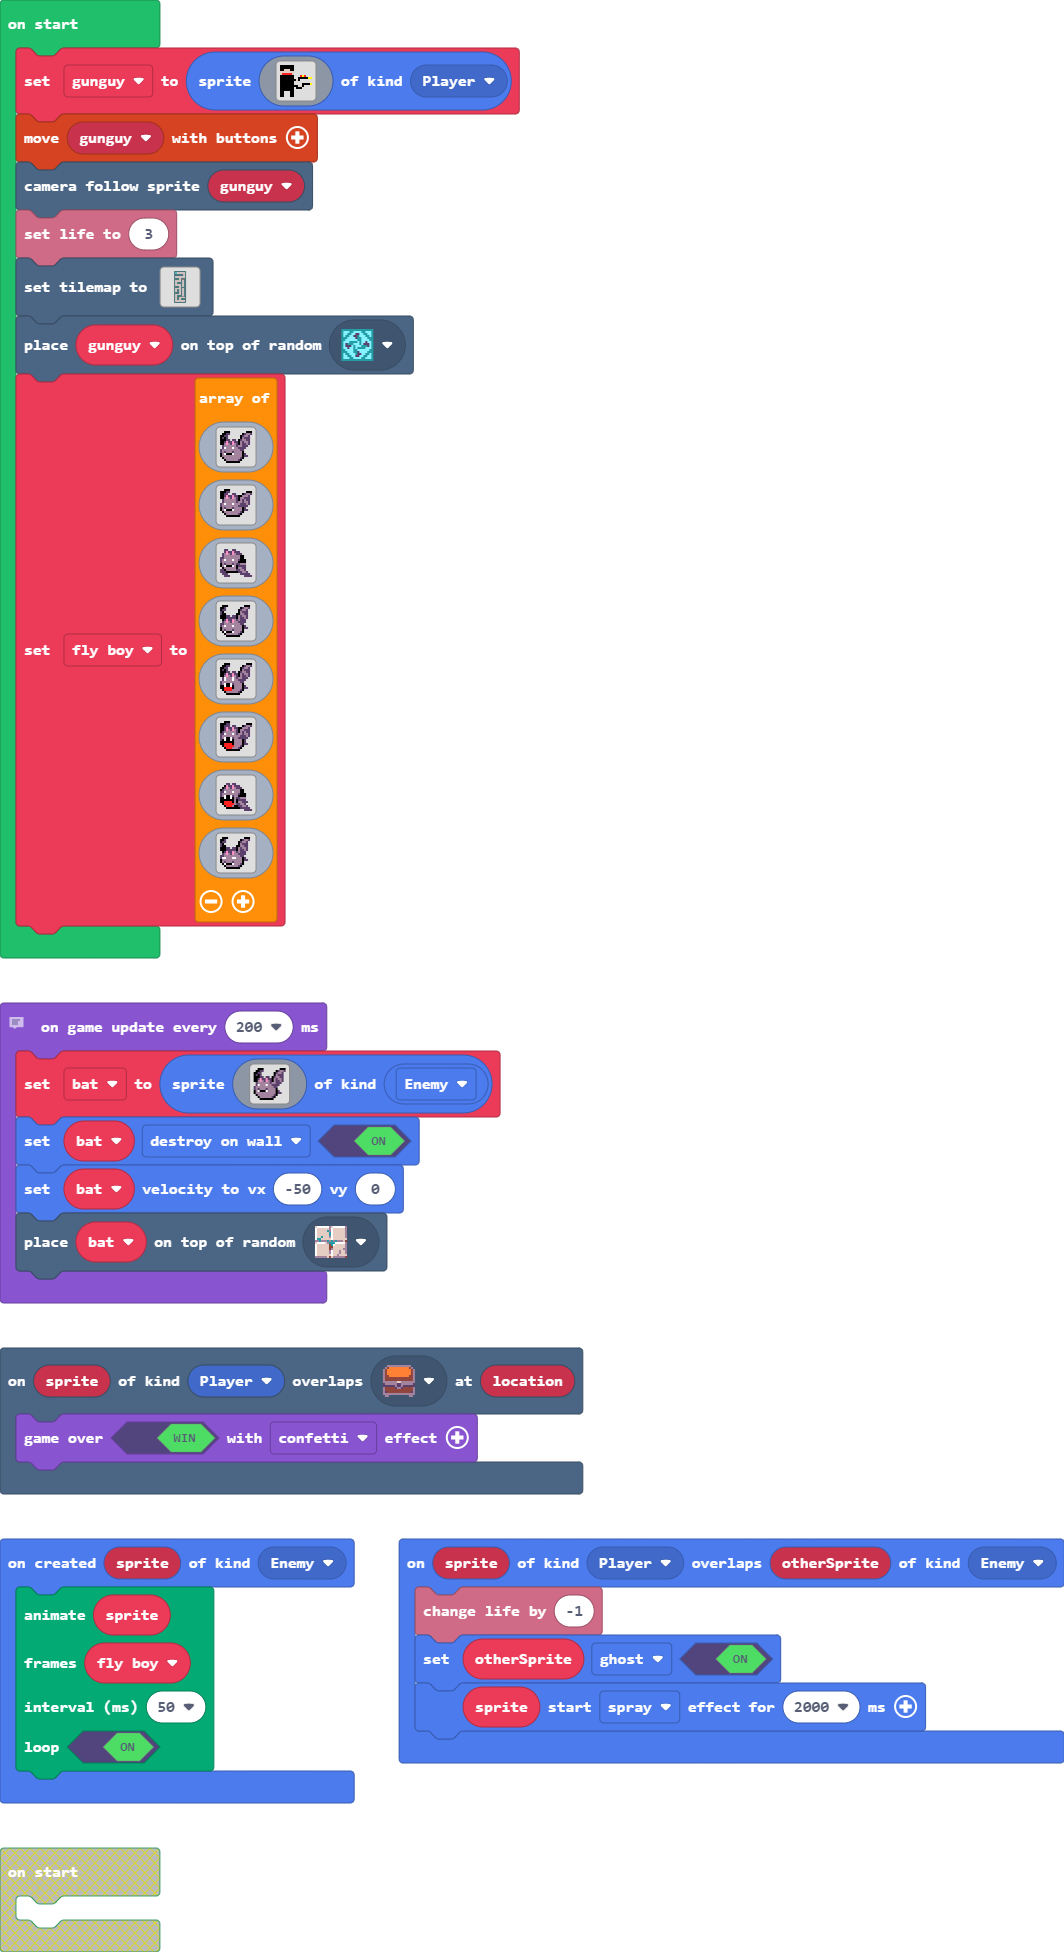 on start
set gunguy to sprite of kind Player
move gunguy with buttons
camera follow sprite gunguy
set life to 3
set tilemap to
place gunguy on top of random
array of
set fly boy to
on game update every 200 ms
set bat to sprite of kind Enemy
set bat destroy on wall ON
set bat velocity to vx -50 vy 0
place bat on top of random
on sprite of kind Player overlaps at location
game over WIN with confetti effect
on created sprite of kind Enemy
animate sprite
frames fly boy
interval (ms) 50
loop ON
on sprite of kind Player overlaps otherSprite of kind Enemy
change life by -1
set otherSprite ghost ON
sprite start spray effect for 2000 ms
on start